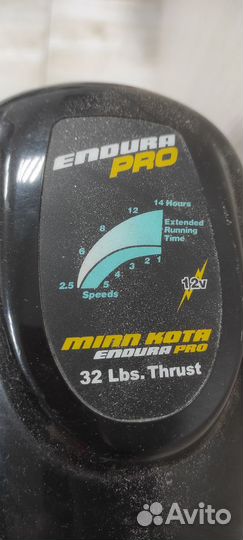 ENDURA
PRO
14 Hours
12
8
6
2.5
Extended
Running
Time
5 4 3 2 1
Speeds
12v
MINN KOTA
ENDURA PRO
32 Lbs. Thrust
Avito